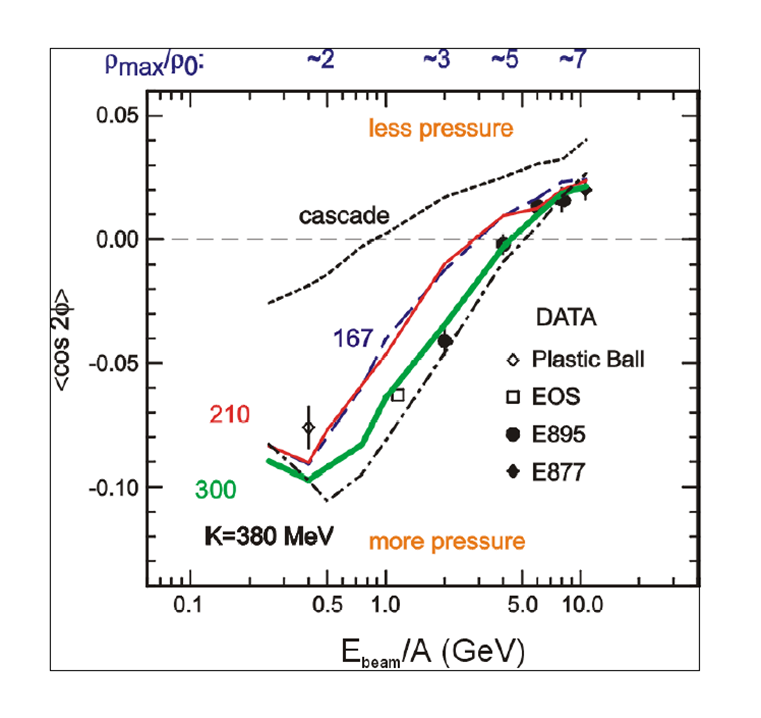 ρmax/ρ0: ~2 ~3 ~5 ~7
0.05
less pressure
cascade
0.00
<cos 2ϕ>
167
DATA
-0.05
Plastic Ball
EOS
210
E895
E877
300
-0.10
K=380 MeV
more pressure
0.1 0.5 1.0 5.0 10.0
Ebeam/A (GeV)